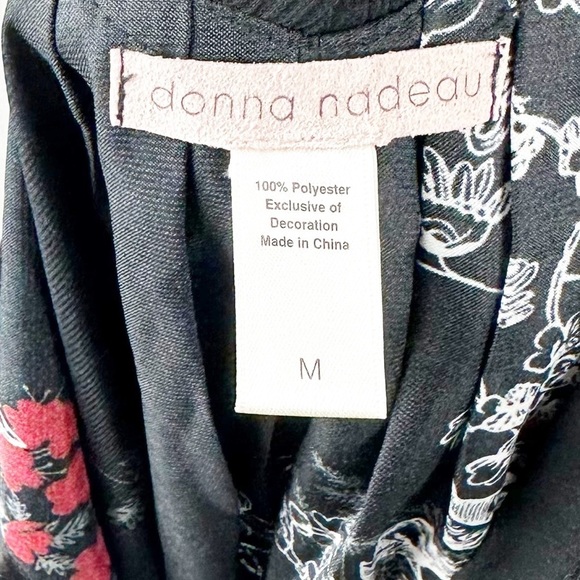 donna nadeau
100% Polyester
Exclusive of
Decoration
Made in China
M